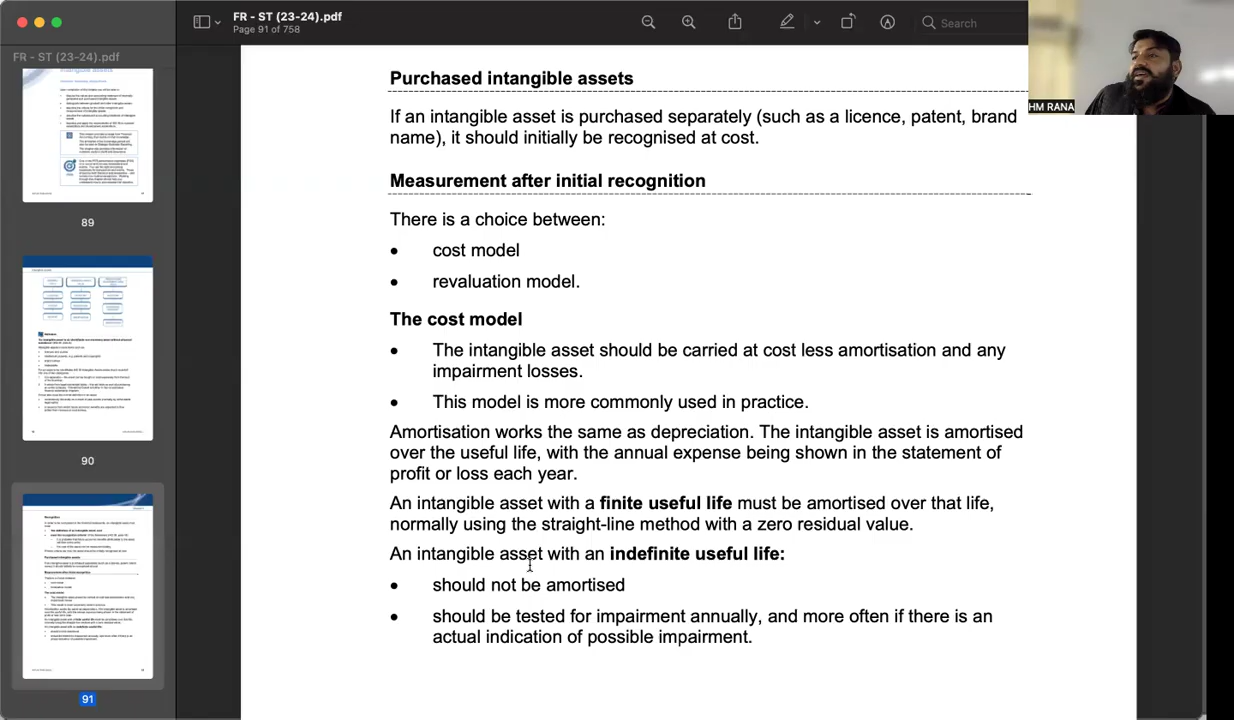 FR - ST (23-24).pdf
Page 91 of 758
Search
FR - ST (23-24).pdf
89
90
91
HM RANA
Purchased intangible assets
If an intangible asset is purchased separately (such as a licence, patent, brand
name), it should initially be recognised at cost.
Measurement after initial recognition
There is a choice between:
• cost model
• revaluation model.
The cost model
• The intangible asset should be carried at cost less amortisation and any
impairment losses.
• This model is more commonly used in practice.
Amortisation works the same as depreciation. The intangible asset is amortised
over the useful life, with the annual expense being shown in the statement of
profit or loss each year.
An intangible asset with a finite useful life must be amortised over that life,
normally using the straight-line method with a zero residual value.
An intangible asset with an indefinite useful life:
• should not be amortised
• should be tested for impairment annually, and more often if there is an
actual indication of possible impairment.